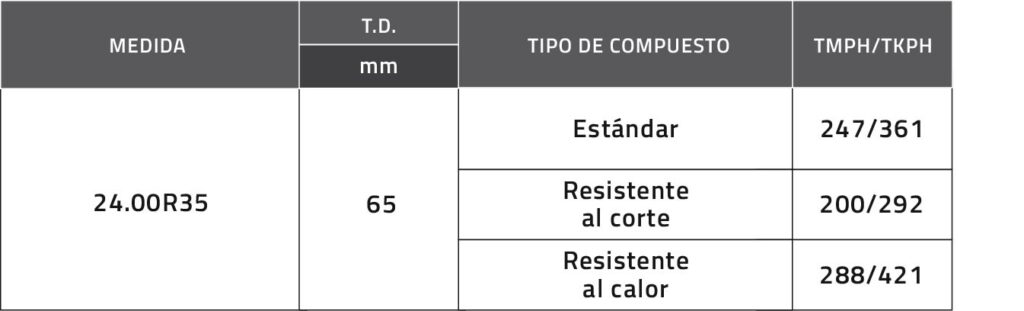 MEDIDA
T.D.
mm
TIPO DE COMPUESTO
TMPH/TKPH
24.00R35
65
Estándar
247/361
Resistente
al corte
200/292
Resistente
al calor
288/421